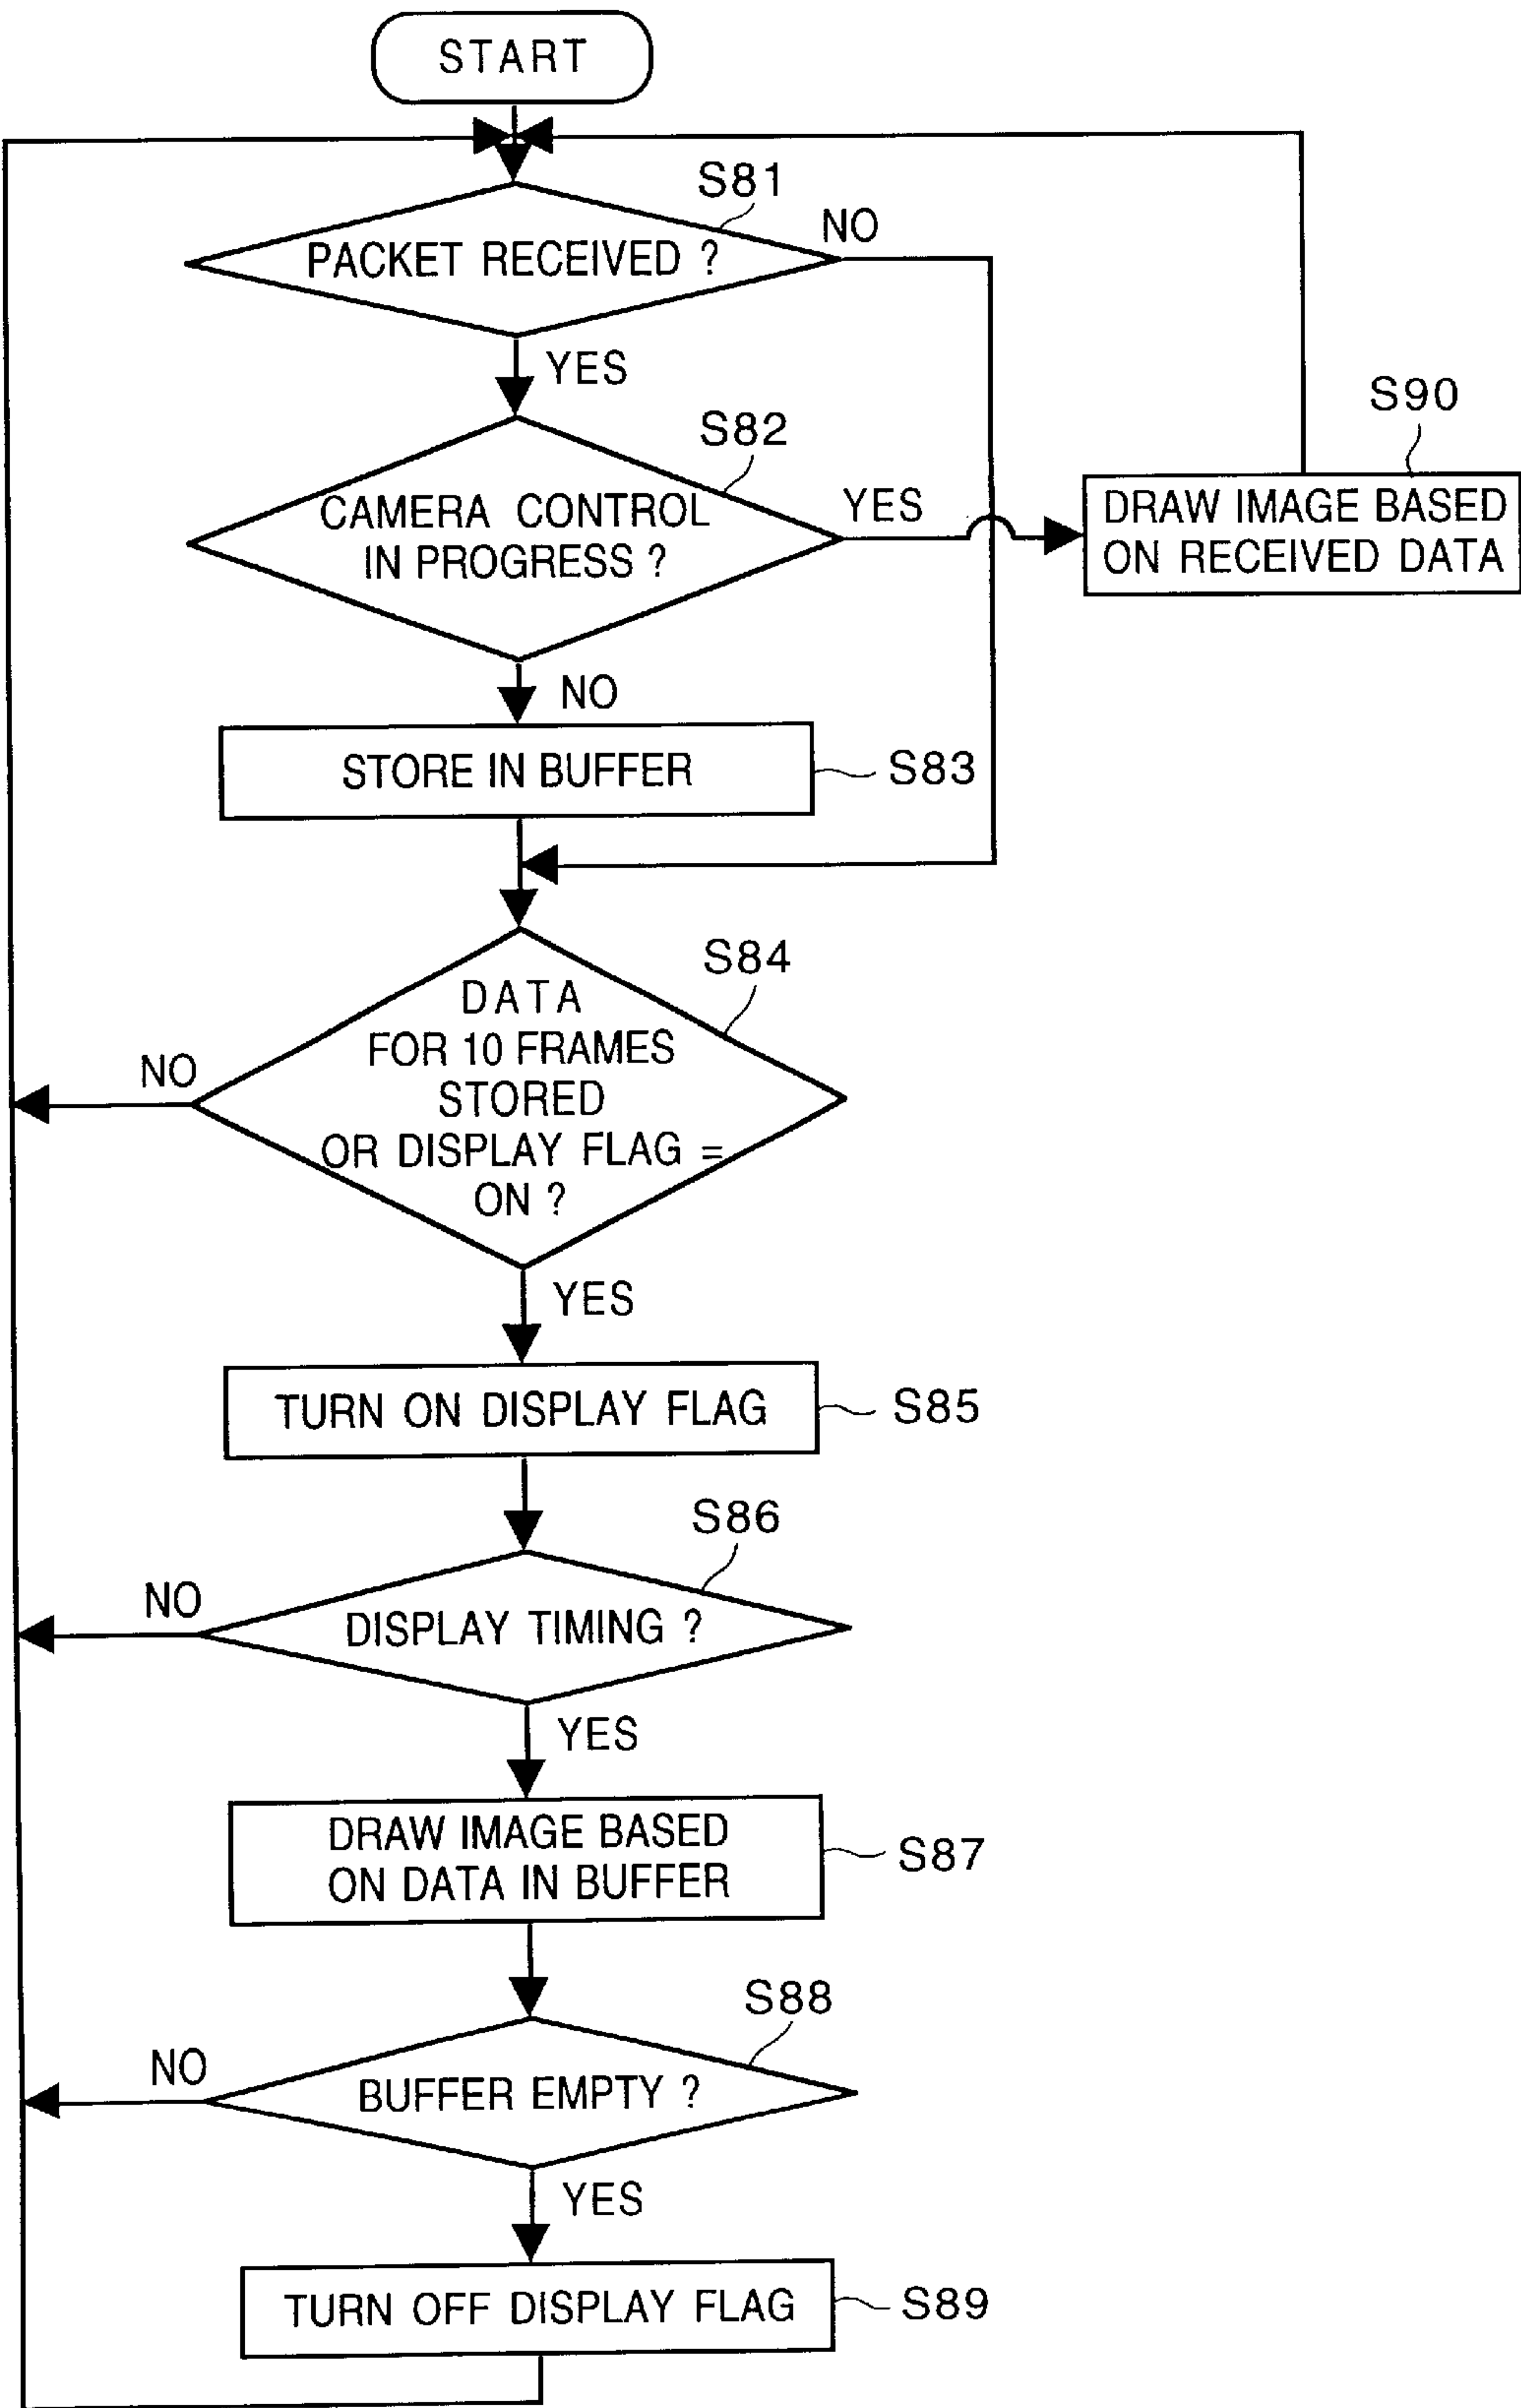 START
S81
NO
PACKET RECEIVED ?
YES
S82
CAMERA CONTROL
IN PROGRESS ?
YES
S90
DRAW IMAGE BASED
ON RECEIVED DATA
NO
STORE IN BUFFER
S83
S84
DATA
FOR 10 FRAMES
STORED
OR DISPLAY FLAG =
ON ?
NO
YES
TURN ON DISPLAY FLAG
S85
S86
NO
DISPLAY TIMING ?
YES
DRAW IMAGE BASED
ON DATA IN BUFFER
S87
S88
NO
BUFFER EMPTY ?
YES
TURN OFF DISPLAY FLAG
S89